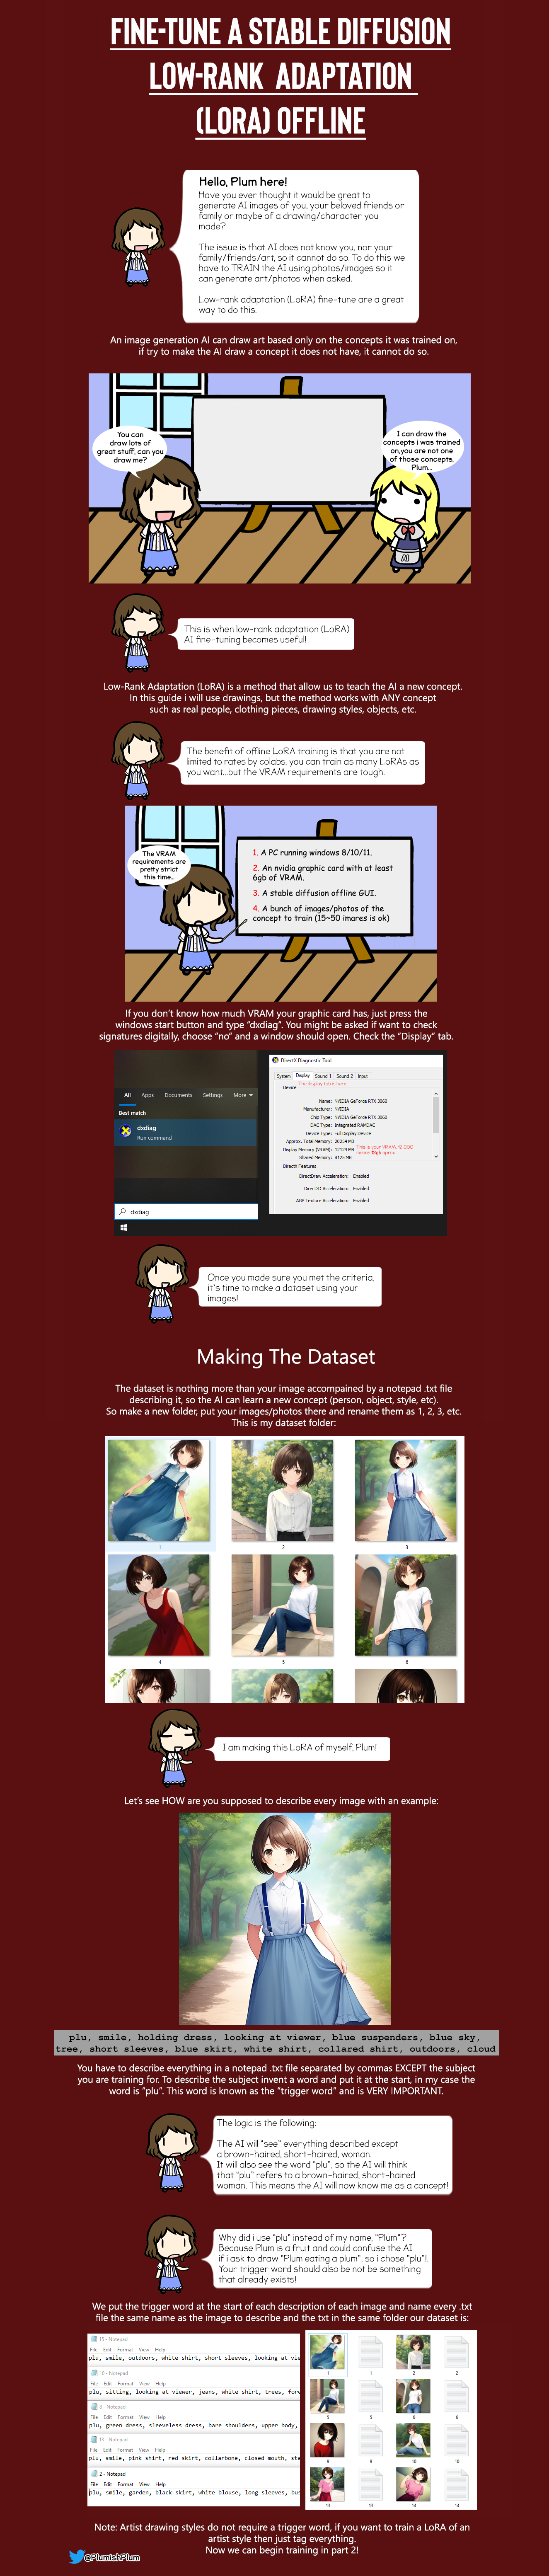 FINE-TUNE A STABLE DIFFUSION
LOW-RANK ADAPTATION
(LORA) OFFLINE
Hello, Plum here!
Have you ever thought it would be great to
generate AI images of you, your beloved friends or
family or maybe of a drawing/character you
made?
The issue is that AI does not know you, nor your
family/friends/art, so it cannot do so. To do this we
have to TRAIN the AI using photos/images so it
can generate art/photos when asked.
Low-rank adaptation (LoRA) fine-tune are a great
way to do this.
An image generation AI can draw art based only on the concepts it was trained on,
if try to make the AI draw a concept it does not have, it cannot do so.
You can
draw lots of
great stuff, can you
draw me?
I can draw the
concepts i was trained
on,you are not one
of those concepts,
Plum...
AI
This is when low-rank adaptation (LoRA)
AI fine-tuning becomes useful!
Low-Rank Adaptation (LoRA) is a method that allow us to teach the AI a new concept.
In this guide i will use drawings, but the method works with ANY concept
such as real people, clothing pieces, drawing styles, objects, etc.
The benefit of offline LoRA training is that you are not
limited to rates by colabs, you can train as many LoRAs as
you want...but the VRAM requirements are tough.
The VRAM
requirements are
pretty strict
this time...
1. A PC running windows 8/10/11.
2. An nvidia graphic card with at least
6gb of VRAM.
3. A stable diffusion offline GUI.
4. A bunch of images/photos of the
concept to train (15~50 imares is ok)
If you don't know how much VRAM your graphic card has, just press the
windows start button and type "dxdiag". You might be asked if want to check
signatures digitally, choose "no" and a window should open. Check the "Display" tab.
All Apps Documents Settings More
Best match
dxdiag
Run command
dxdiag
DirectX Diagnostic Tool
System Display Sound 1 Sound 2 Input
The display tab is here!
Device
Name: NVIDIA GeForce RTX 3060
Manufacturer: NVIDIA
Chip Type: NVIDIA GeForce RTX 3060
DAC Type: Integrated RAMDAC
Device Type: Full Display Device
Approx. Total Memory: 20254 MB
Display Memory (VRAM): 12129 MB
This is your VRAM, 12,000
means 12gb aprox.
Shared Memory: 8125 MB
DirectX Features
DirectDraw Acceleration: Enabled
Direct3D Acceleration: Enabled
AGP Texture Acceleration: Enabled
Once you made sure you met the criteria,
it's time to make a dataset using your
images!
Making The Dataset
The dataset is nothing more than your image accompained by a notepad .txt file
describing it, so the AI can learn a new concept (person, object, style, etc).
So make a new folder, put your images/photos there and rename them as 1, 2, 3, etc.
This is my dataset folder:
1 2 3
4 5 6
I am making this LoRA of myself, Plum!
Let's see HOW are you supposed to describe every image with an example:
plu, smile, holding dress, looking at viewer, blue suspenders, blue sky,
tree, short sleeves, blue skirt, white shirt, collared shirt, outdoors, cloud
You have to describe everything in a notepad .txt file separated by commas EXCEPT the subject
you are training for. To describe the subject invent a word and put it at the start, in my case the
word is "plu". This word is known as the "trigger word" and is VERY IMPORTANT.
The logic is the following:
The AI will "see" everything described except
a brown-haired, short-haired, woman.
It will also see the word "plu", so the AI will think
that "plu" refers to a brown-haired, short-haired
woman. This means the AI will now know me as a concept!
Why did i use "plu" instead of my name, "Plum"?
Because Plum is a fruit and could confuse the AI
if i ask to draw "Plum eating a plum", so i chose "plu"!.
Your trigger word should also be not be something
that already exists!
We put the trigger word at the start of each description of each image and name every .txt
file the same name as the image to describe and the txt in the same folder our dataset is:
15 - Notepad
File Edit Format View Help
plu, smile, outdoors, white shirt, short sleeves, looking at vie
10 - Notepad
File Edit Format View Help
plu, sitting, looking at viewer, jeans, white shirt, trees, fore
8 - Notepad
File Edit Format View Help
plu, green dress, sleeveless dress, bare shoulders, upper body,
13 - Notepad
File Edit Format View Help
plu, smile, pink shirt, red skirt, collarbone, closed mouth, sta
2 - Notepad
File Edit Format View Help
plu, smile, garden, black skirt, white blouse, long sleeves, bus
1 1 2 2
5 5 6 6
9 9 10 10
13 13 14 14
Note: Artist drawing styles do not require a trigger word, if you want to train a LoRA of an
artist style then just tag everything.
Now we can begin training in part 2!
@PlumishPlum